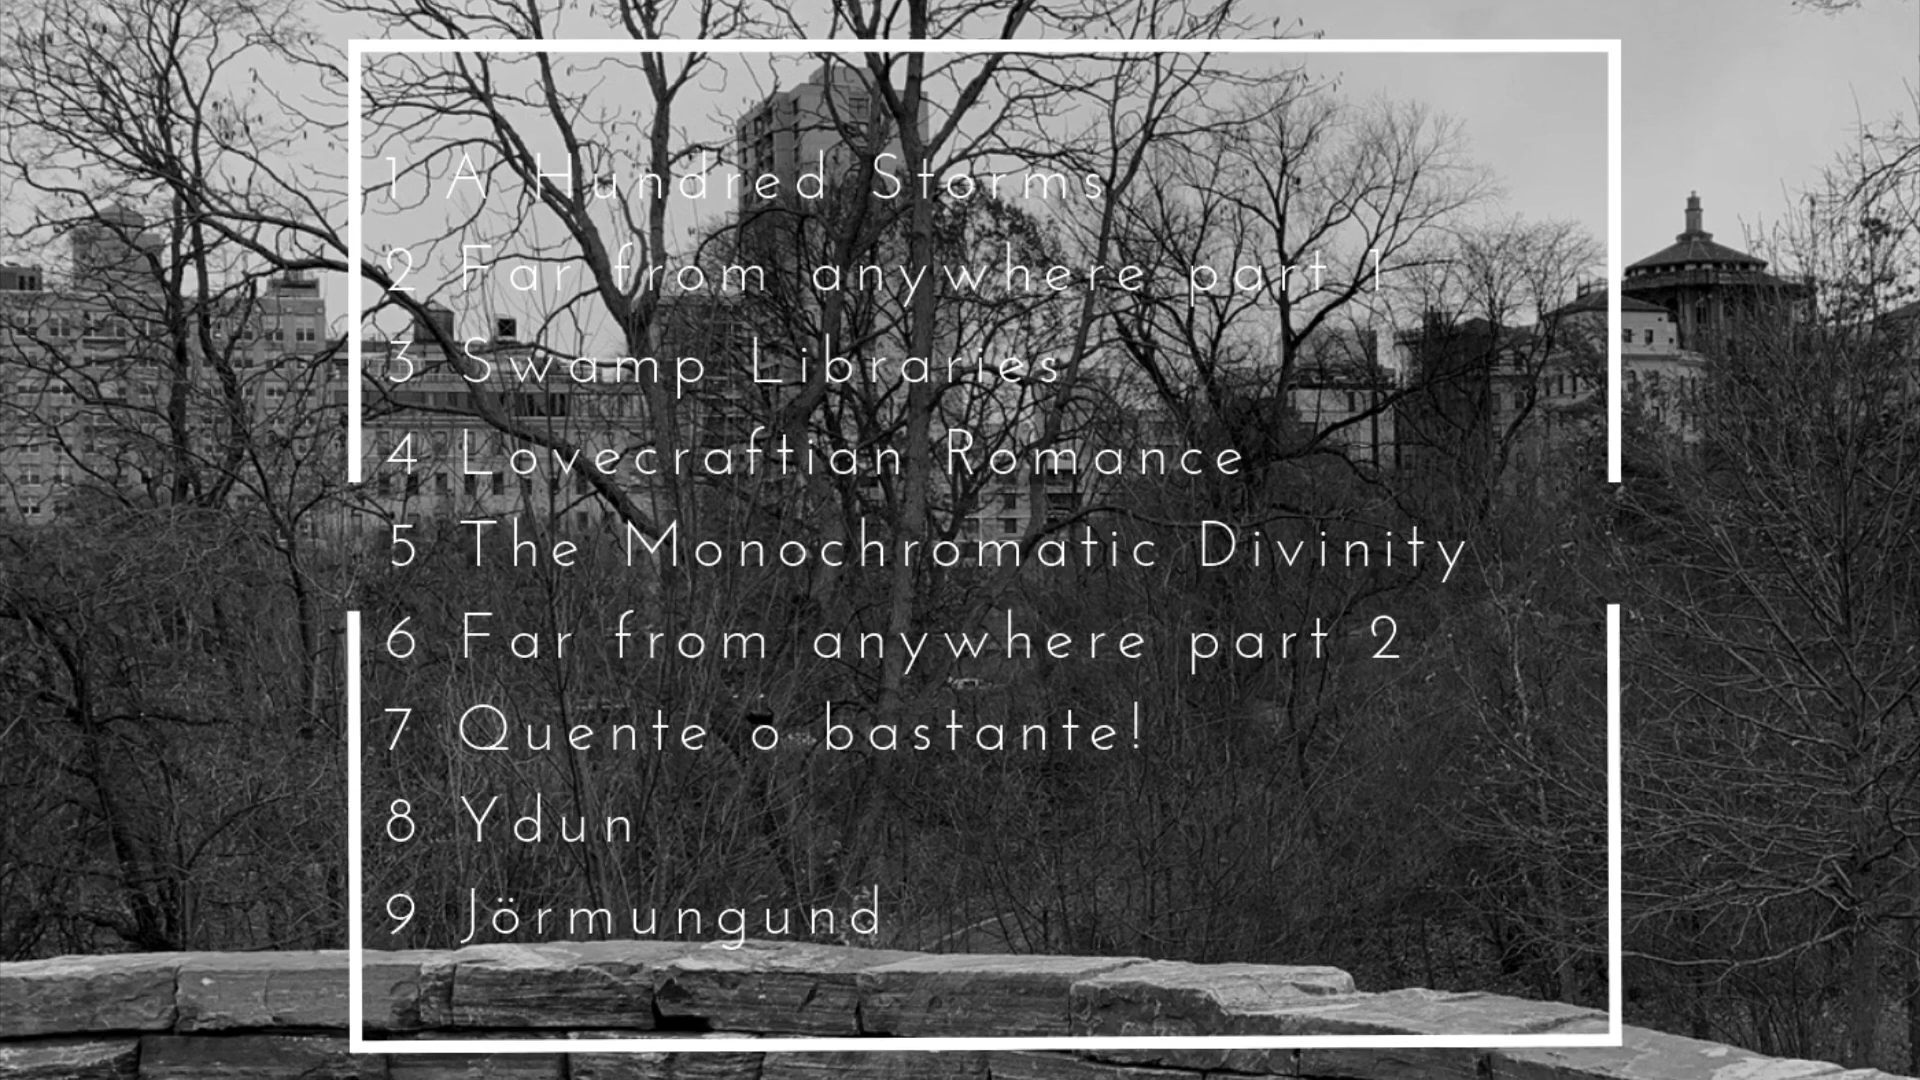 1 A Hundred Storms
2 Far from anywhere part 1
3 Swamp Libraries
4 Lovecraftian Romance
5 The Monochromatic Divinity
6 Far from anywhere part 2
7 Quente o bastante!
8 Ydun
9 Jörmungund